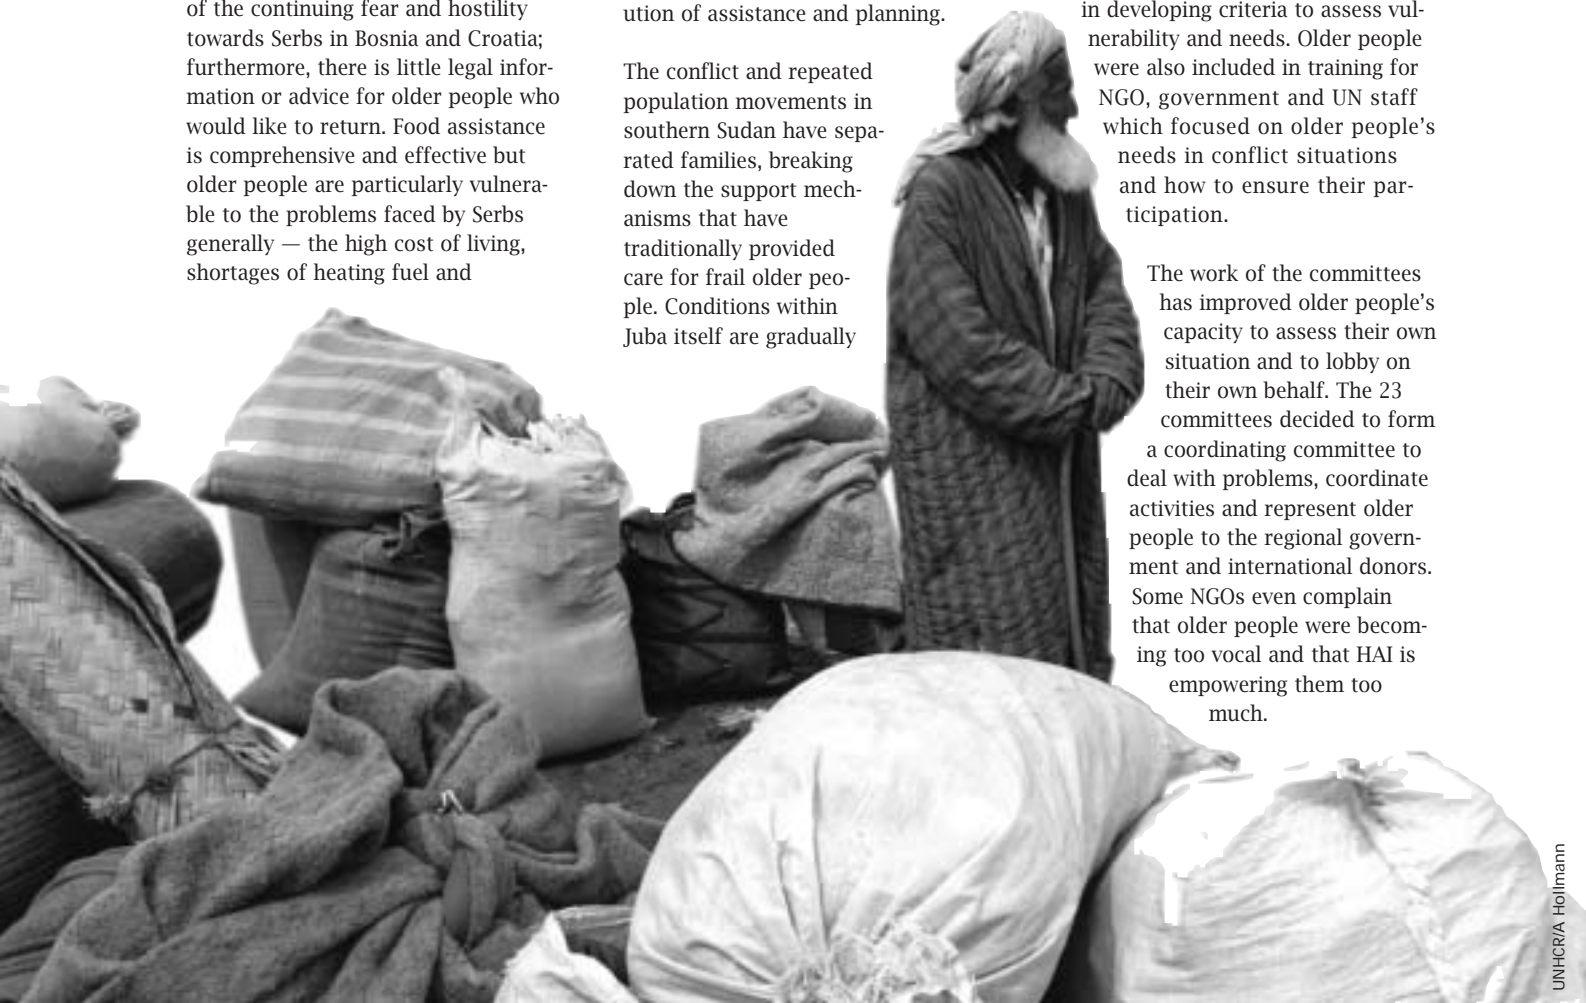 of the continuing fear and hostility
towards Serbs in Bosnia and Croatia;
furthermore, there is little legal infor-
mation or advice for older people who
would like to return. Food assistance
is comprehensive and effective but
older people are particularly vulnera-
ble to the problems faced by Serbs
generally — the high cost of living,
shortages of heating fuel and
ution of assistance and planning.
The conflict and repeated
population movements in
southern Sudan have sepa-
rated families, breaking
down the support mech-
anisms that have
traditionally provided
care for frail older peo-
ple. Conditions within
Juba itself are gradually
in developing criteria to assess vul-
nerability and needs. Older people
were also included in training for
NGO, government and UN staff
which focused on older people’s
needs in conflict situations
and how to ensure their par-
ticipation.
The work of the committees
has improved older people’s
capacity to assess their own
situation and to lobby on
their own behalf. The 23
committees decided to form
a coordinating committee to
deal with problems, coordinate
activities and represent older
people to the regional govern-
ment and international donors.
Some NGOs even complain
that older people were becom-
ing too vocal and that HAI is
empowering them too
much.
UNHCR/A Hollmann